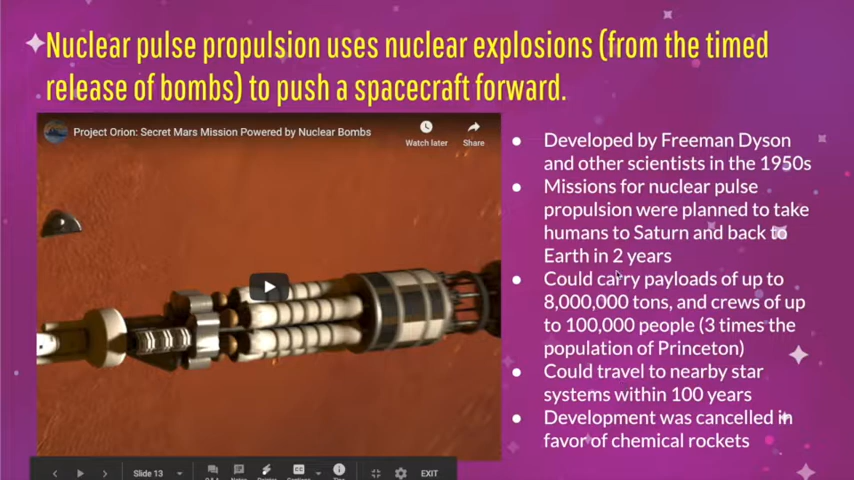 Nuclear pulse propulsion uses nuclear explosions (from the timed
release of bombs) to push a spacecraft forward.
Project Orion: Secret Mars Mission Powered by Nuclear Bombs
Watch later
Share
● Developed by Freeman Dyson
and other scientists in the 1950s
● Missions for nuclear pulse
propulsion were planned to take
humans to Saturn and back to
Earth in 2 years
● Could carry payloads of up to
8,000,000 tons, and crews of up
to 100,000 people (3 times the
population of Princeton)
● Could travel to nearby star
systems within 100 years
● Development was cancelled in
favor of chemical rockets
Slide 13
EXIT